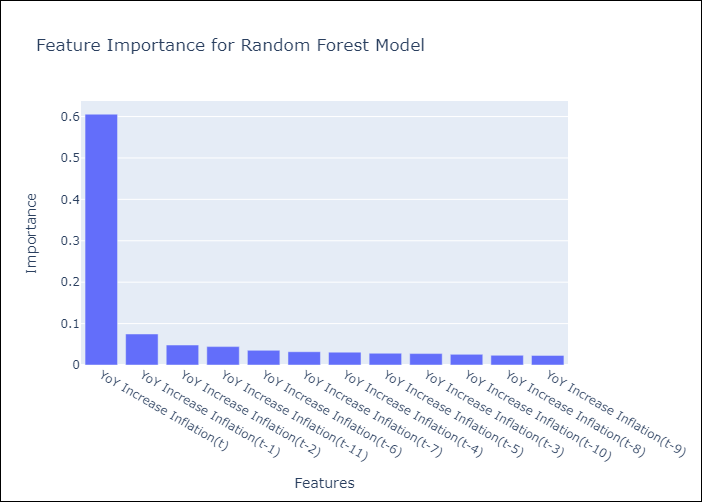 Feature Importance for Random Forest Model
Importance
0.6
0.5
0.4
0.3
0.2
0.1
0
YoY Increase Inflation(t)
YoY Increase Inflation(t-1)
YoY Increase Inflation(t-2)
YoY Increase Inflation(t-11)
YoY Increase Inflation(t-6)
YoY Increase Inflation(t-7)
YoY Increase Inflation(t-4)
YoY Increase Inflation(t-5)
YoY Increase Inflation(t-3)
YoY Increase Inflation(t-10)
YoY Increase Inflation(t-8)
YoY Increase Inflation(t-9)
Features